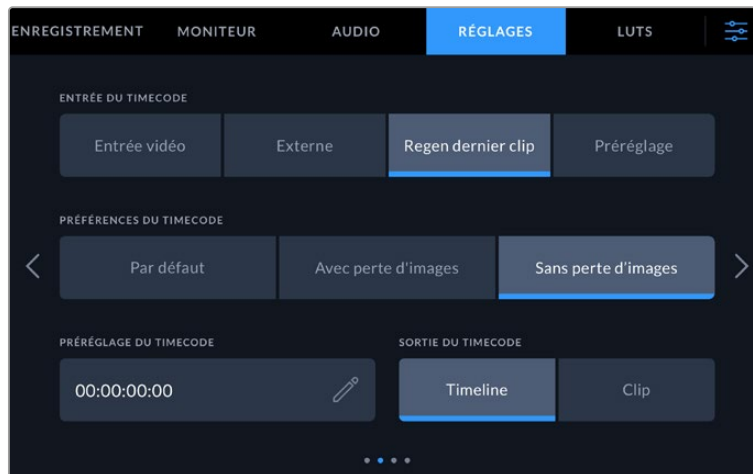 ENREGISTREMENT MONITEUR AUDIO RÉGLAGES LUTS
ENTRÉE DU TIMECODE
Entrée vidéo Externe Regen dernier clip Préréglage
PRÉFÉRENCES DU TIMECODE
Par défaut Avec perte d'images Sans perte d'images
PRÉRÉGLAGE DU TIMECODE SORTIE DU TIMECODE
00:00:00:00 Timeline Clip